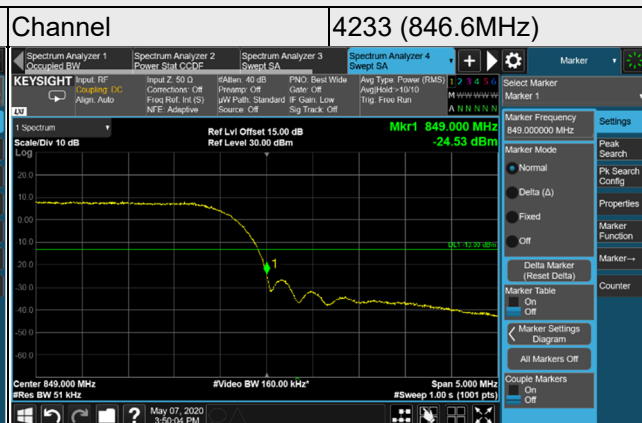 Channel 4233 (846.6MHz)
Spectrum Analyzer 1 Spectrum Analyzer 2 Spectrum Analyzer 3 Spectrum Analyzer 4 Marker
Occupied BW Power Stat CCDF Swept SA Swept SA
KEYSIGHT Input: RF Input Z: 50 Ω #Atten: 40 dB PNO: Best Wide Avg Type: Power (RMS) 1 2 3 4 5 6 Select Marker
Coupling: DC Corrections: Off Preamp: Off Gate: Off Avg|Hold:>10/10 M W W W W W Marker 1
Align: Auto Freq Ref: Int (S) µW Path: Standard IF Gain: Low Trig: Free Run
LXI NFE: Adaptive Source: Off Sig Track: Off A N N N N N
Marker Frequency Settings
849.000000 MHz
1 Spectrum Ref Lvl Offset 15.00 dB Mkr1 849.000 MHz
Scale/Div 10 dB Ref Level 30.00 dBm -24.53 dBm
Log
Marker Mode
Peak Search
Normal
Pk Search Config
Delta (Δ)
Properties
Fixed
Marker Function
Off
Marker→
Delta Marker
(Reset Delta)
Counter
Marker Table
On
Off
Marker Settings
Diagram
All Markers Off
Couple Markers
On
Off
20.0
10.0
0.00
-10.0
DL1 -13.00 dBm
-20.0
1
-30.0
-40.0
-50.0
-60.0
Center 849.000 MHz #Video BW 160.00 kHz* Span 5.000 MHz
#Res BW 51 kHz #Sweep 1.00 s (1001 pts)
? May 07, 2020
3:50:04 PM